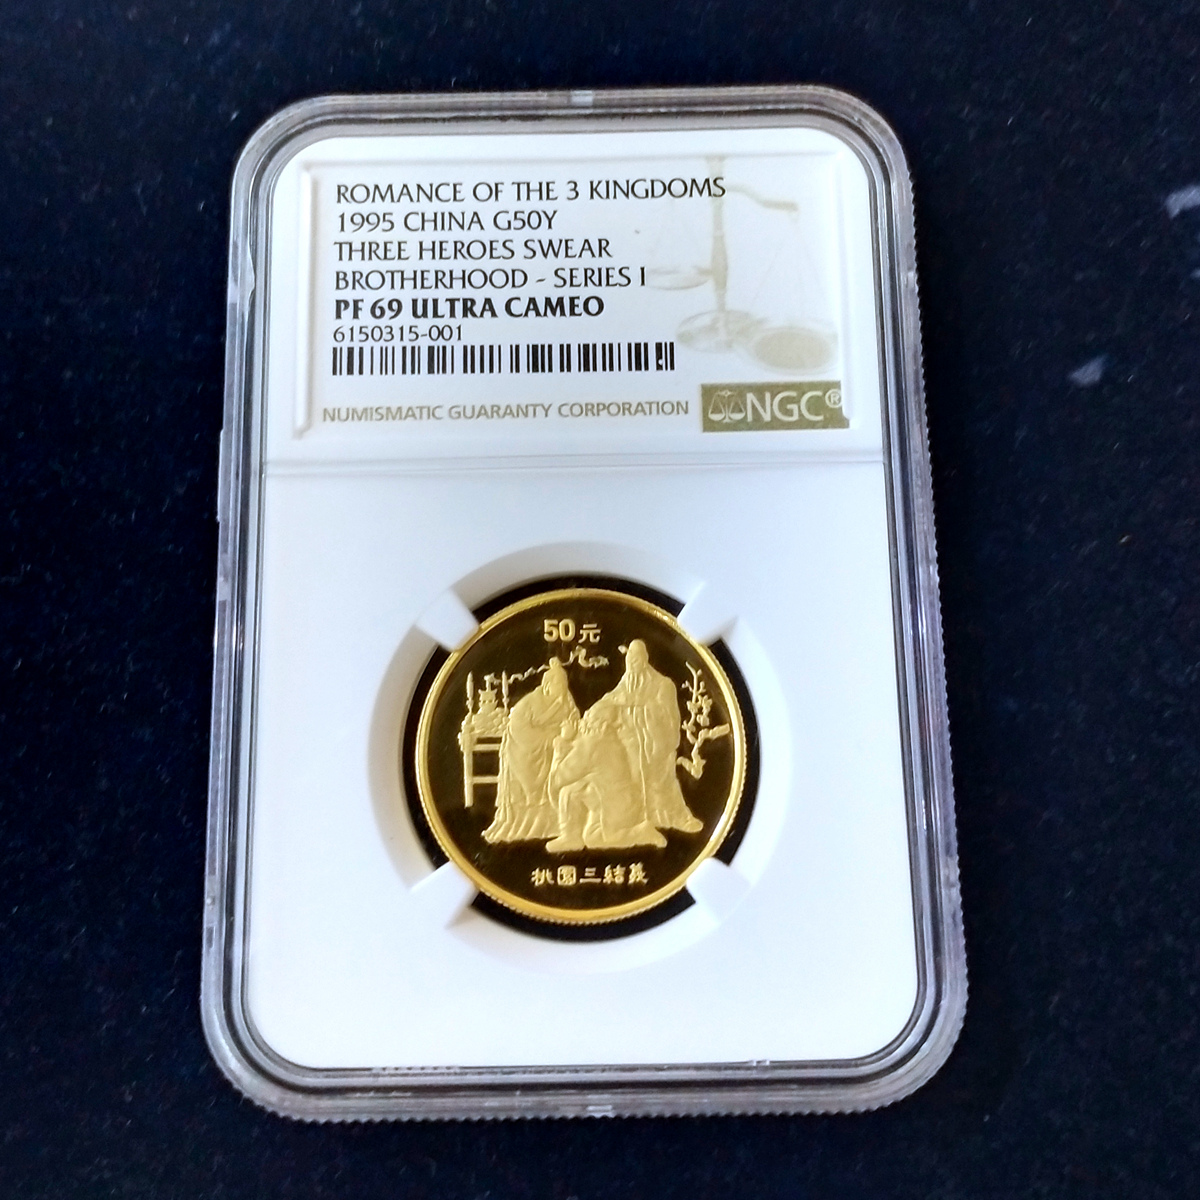 ROMANCE OF THE 3 KINGDOMS
1995 CHINA G50Y
THREE HEROES SWEAR
BROTHERHOOD - SERIES I
PF 69 ULTRA CAMEO
6150315-001
NUMISMATIC GUARANTY CORPORATION
NGC®
50元
桃園三結義